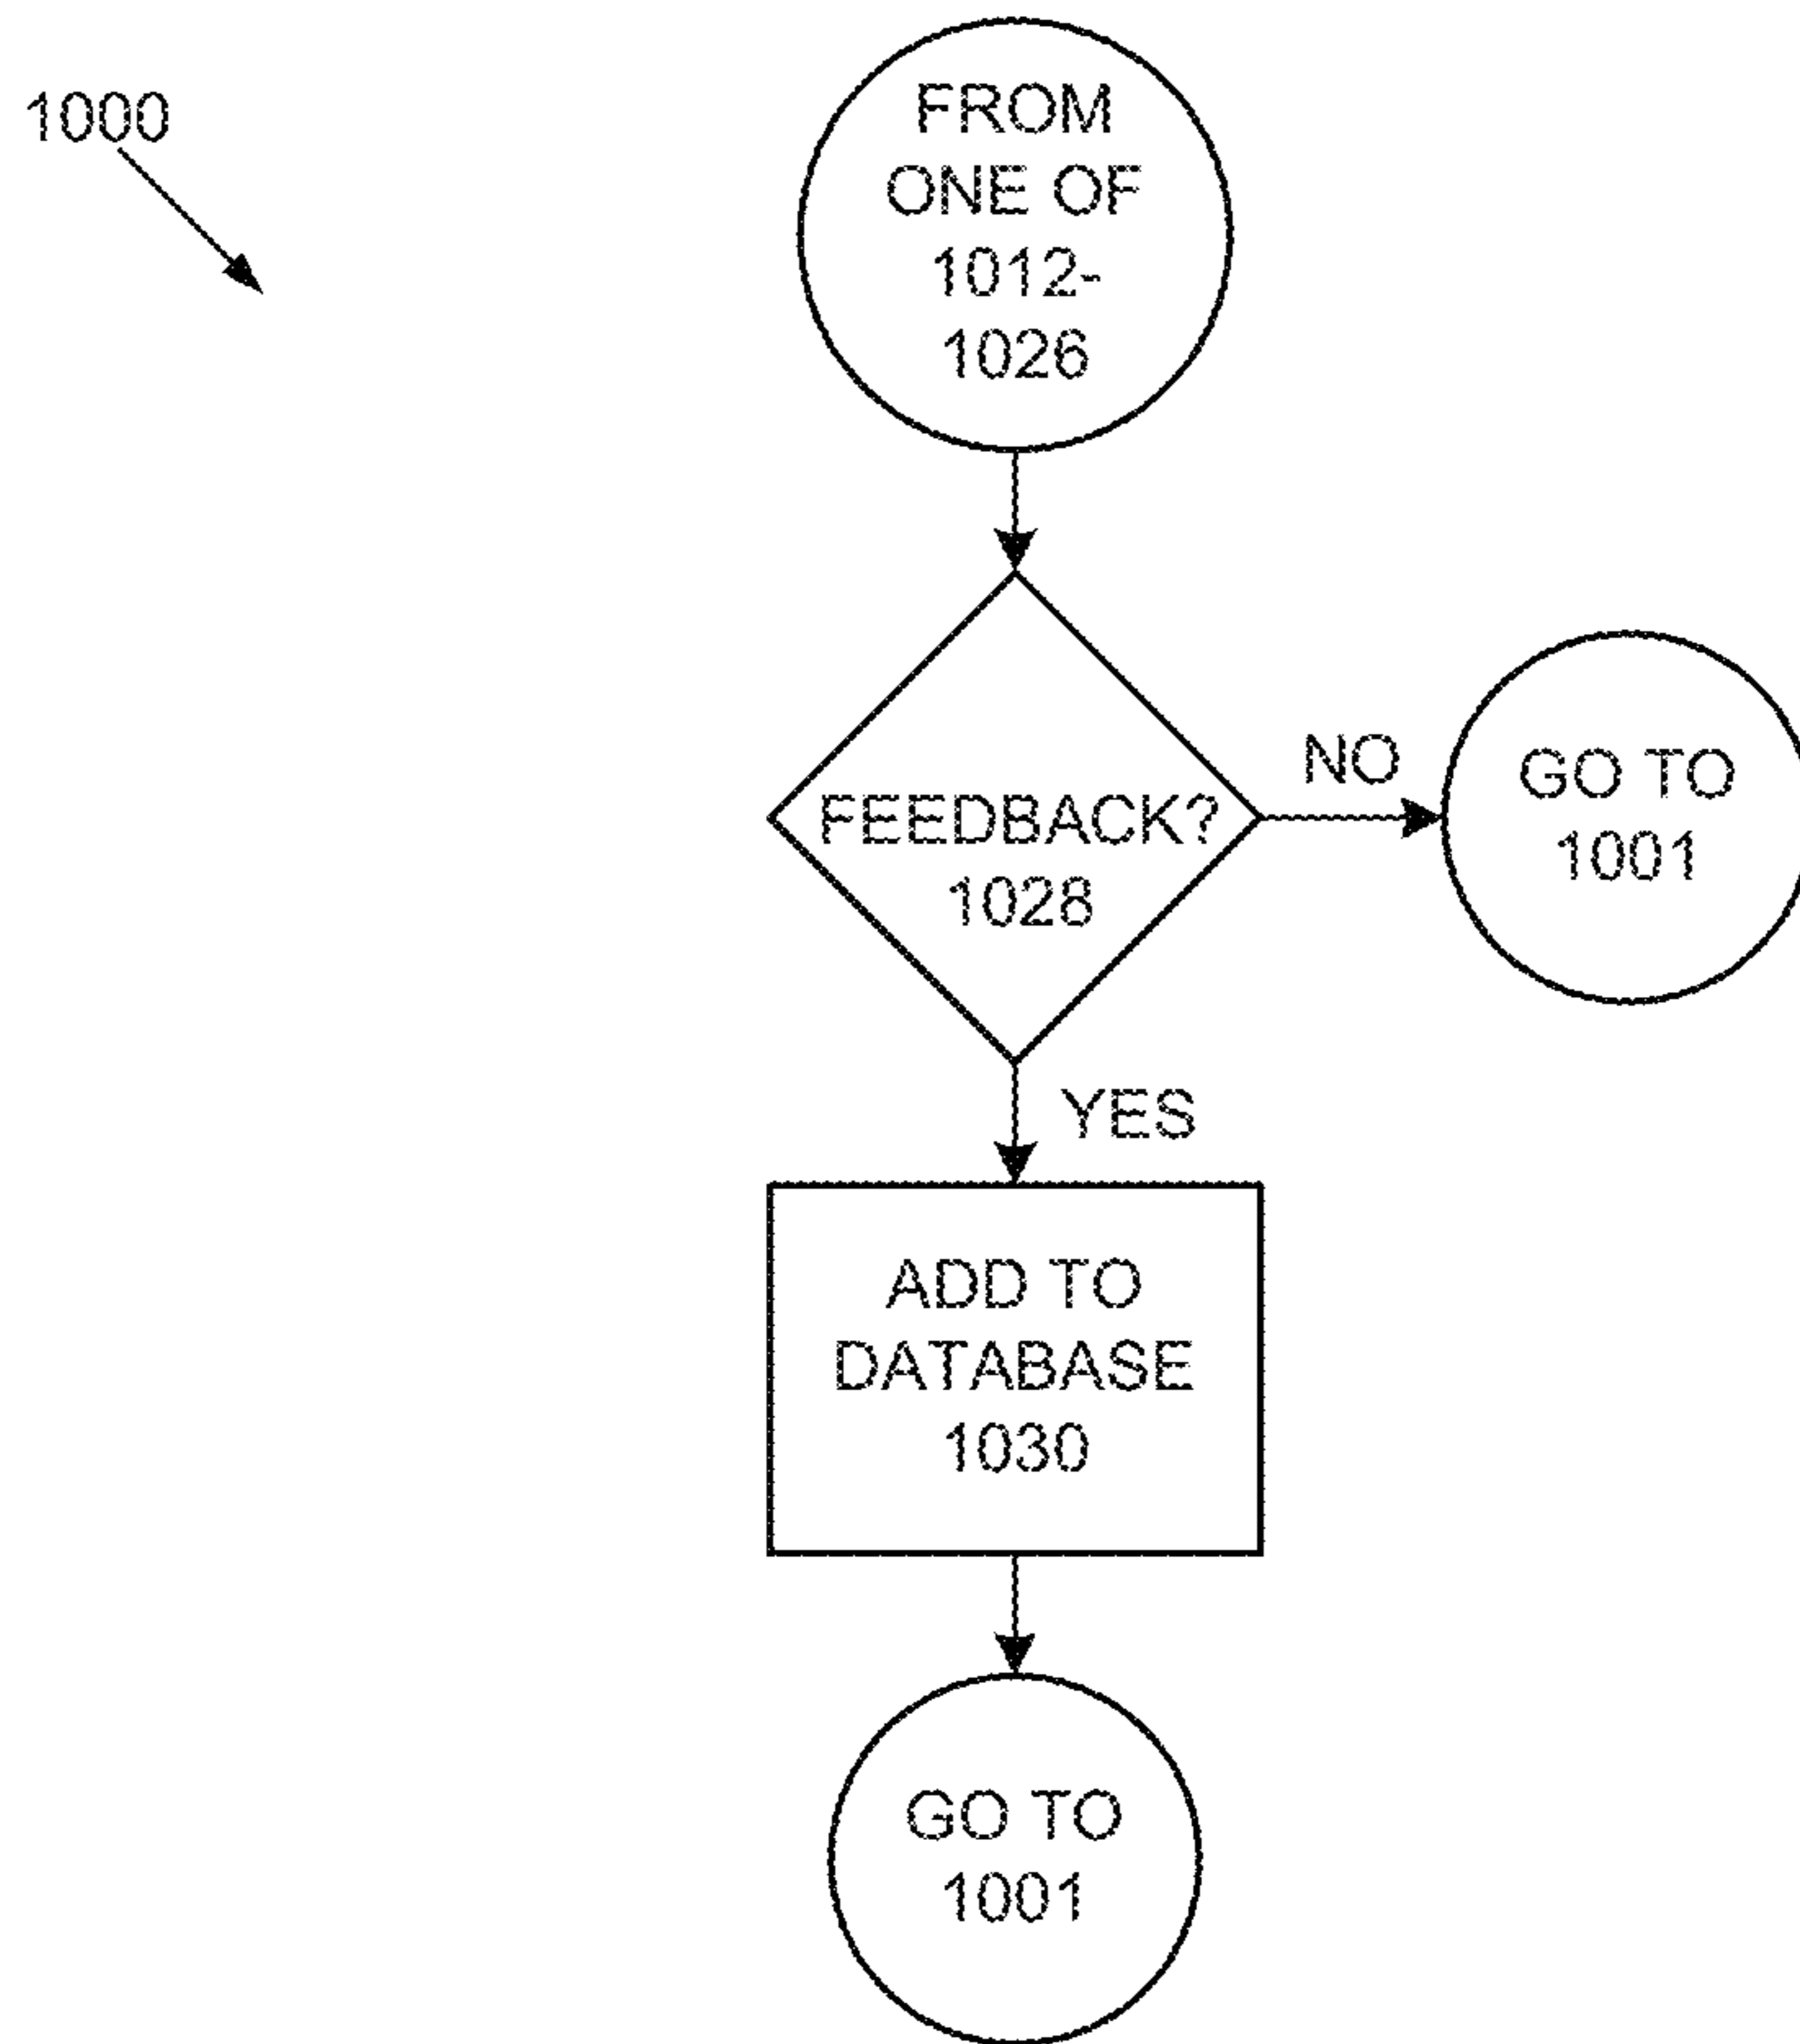 1000
FROM
ONE OF
1012-
1026
FEEDBACK?
1028
NO
GO TO
1001
YES
ADD TO
DATABASE
1030
GO TO
1001